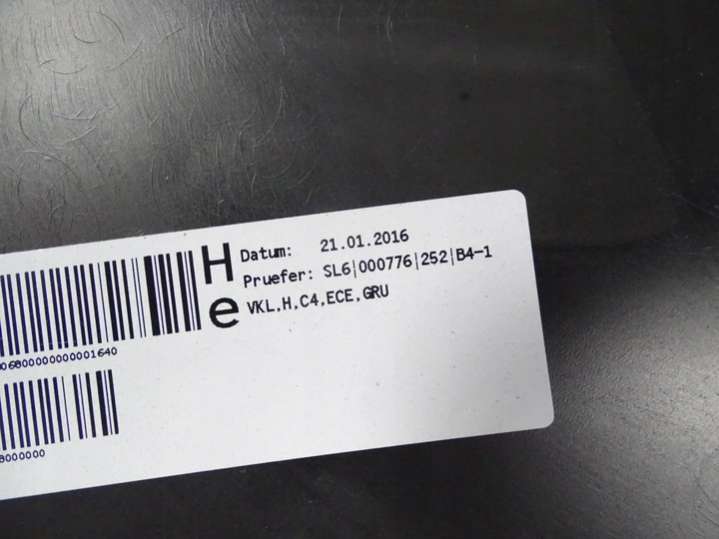 H
e
Datum: 21.01.2016
Pruefer: SL6|000776|252|B4-1
VKL,H,C4,ECE,GRU
0680000000001640
8000000